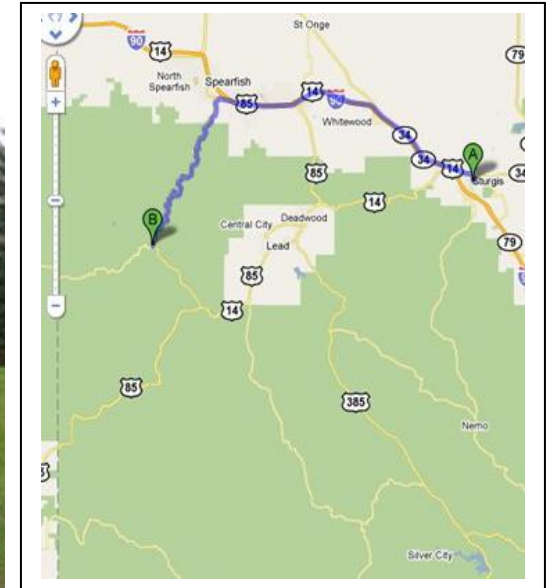 St Onge
90
14
79
North
Spearfish
Spearfish
+
85
14
90
Whitewood
34
34
14
A
34
Sturgis
85
14
B
Central City
Deadwood
Lead
79
85
14
85
385
Nemo
Silver City